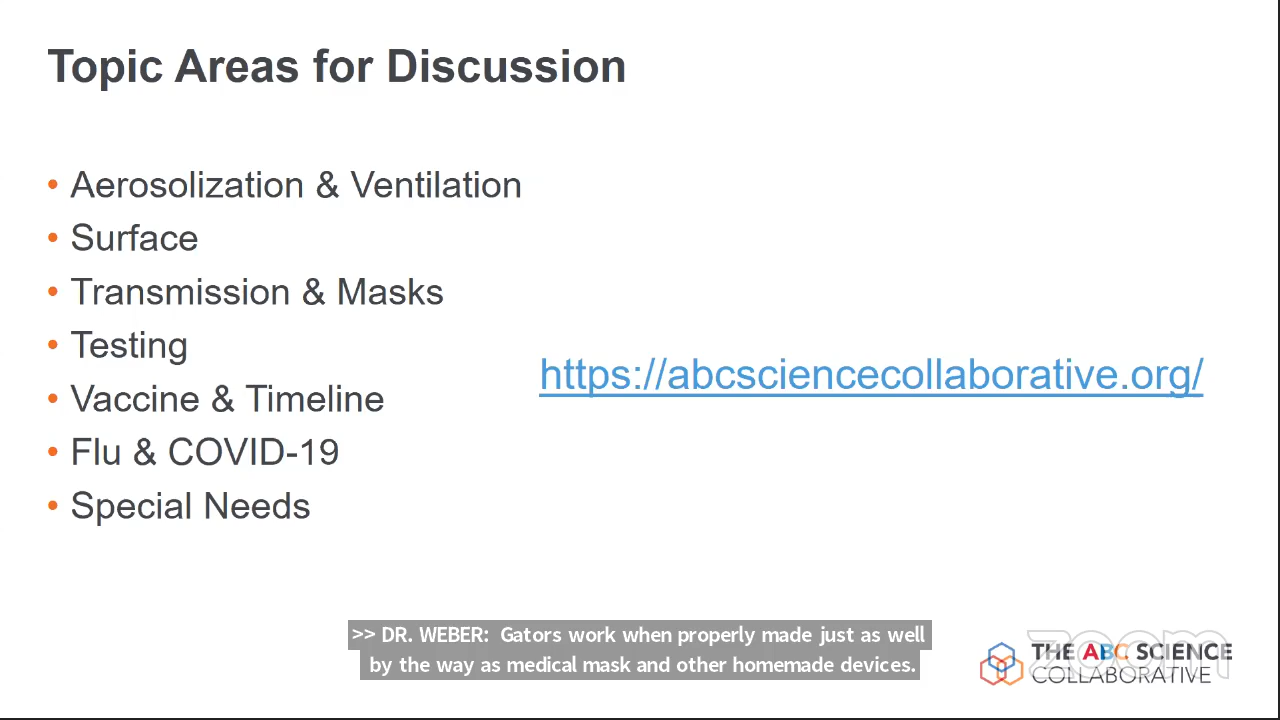 Topic Areas for Discussion
• Aerosolization & Ventilation
• Surface
• Transmission & Masks
• Testing
• Vaccine & Timeline
• Flu & COVID-19
• Special Needs
https://abcsciencecollaborative.org/
>> DR. WEBER:  Gators work when properly made just as well
by the way as medical mask and other homemade devices.
THE ABC SCIENCE
COLLABORATIVE
zoom